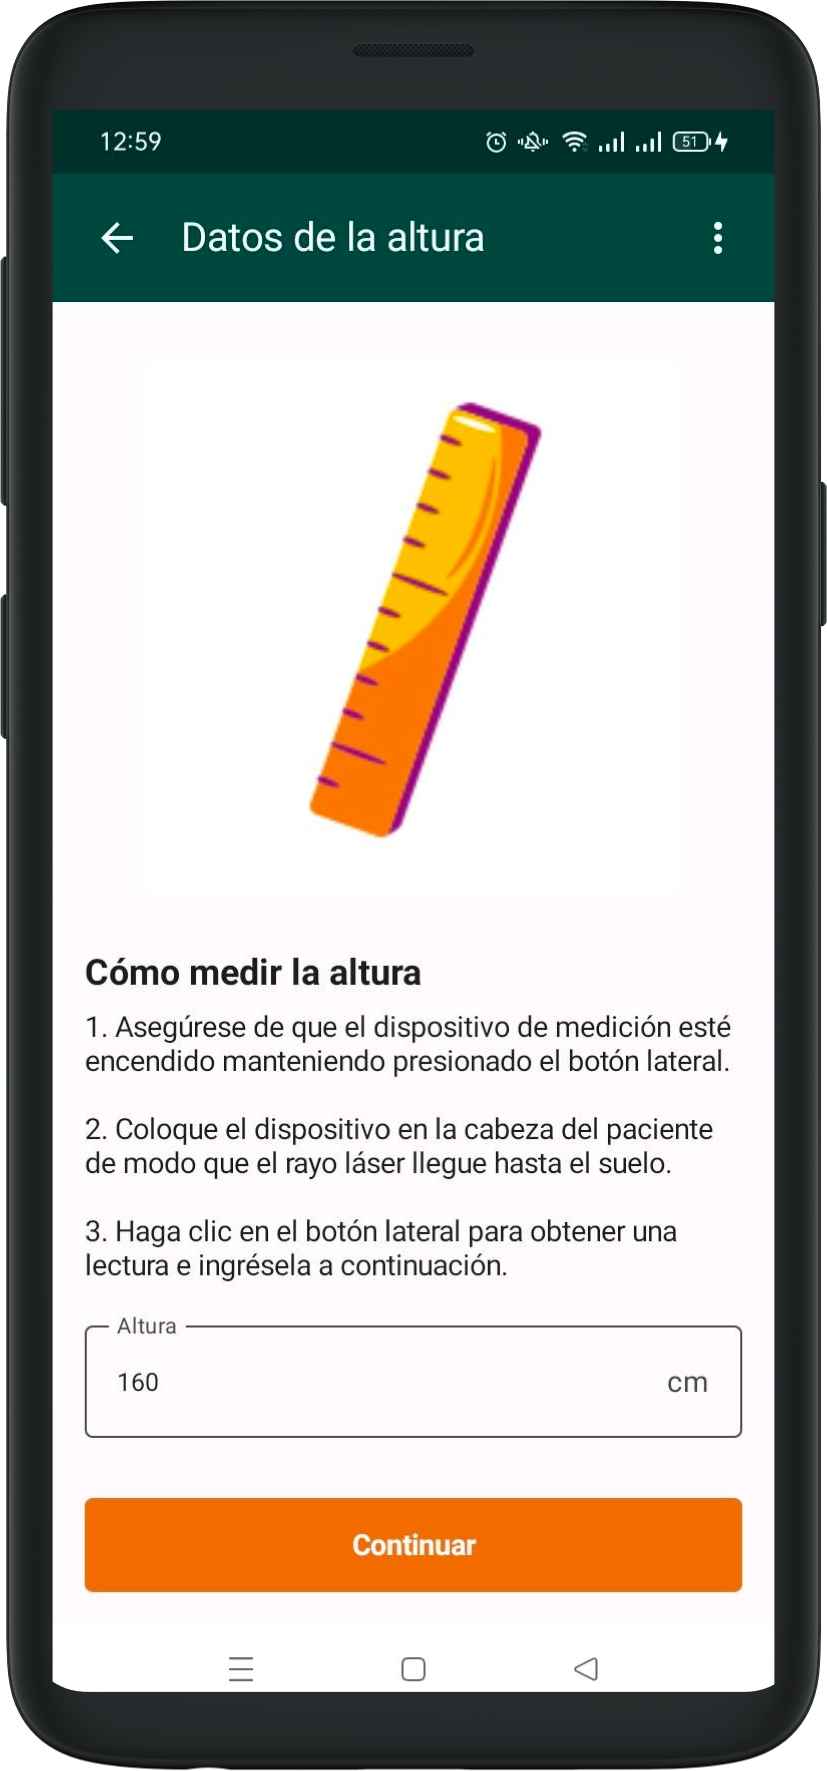 12:59
51
Datos de la altura
Cómo medir la altura
1. Asegúrese de que el dispositivo de medición esté
encendido manteniendo presionado el botón lateral.
2. Coloque el dispositivo en la cabeza del paciente
de modo que el rayo láser llegue hasta el suelo.
3. Haga clic en el botón lateral para obtener una
lectura e ingrésela a continuación.
Altura
160 cm
Continuar